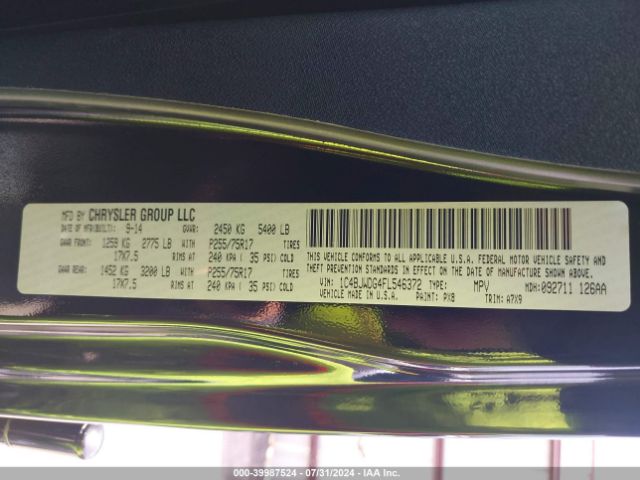 MFD BY CHRYSLER GROUP LLC
DATE OF MFR(BUILT): 9-14 GVWR: 2450 KG 5400 LB
GAWR FRONT: 1259 KG 2775 LB WITH P255/75R17 TIRES
17X7.5 RIMS AT 240 KPA ( 35 PSI) COLD
GAWR REAR: 1452 KG 3200 LB WITH P255/75R17 TIRES
17X7.5 RIMS AT 240 KPA ( 35 PSI) COLD
THIS VEHICLE CONFORMS TO ALL APPLICABLE U.S.A. FEDERAL MOTOR VEHICLE SAFETY AND
THEFT PREVENTION STANDARDS IN EFFECT ON THE DATE OF MANUFACTURE SHOWN ABOVE.
VIN: 1C4BJWDG4FL546372 TYPE: MPV MDH: 092711 126AA
VEHICLE MADE IN U.S.A. PAINT: PX8 TRIM: A7X9
000-39987524 - 07/31/2024 - IAA Inc.